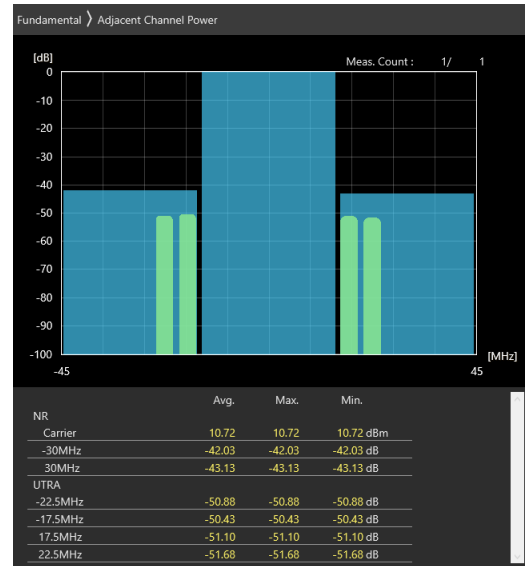 Fundamental 〉 Adjacent Channel Power
[dB]
Meas. Count : 1/ 1
0
-10
-20
-30
-40
-50
-60
-70
-80
-90
-100
[MHz]
-45 45
Avg. Max. Min.
NR
Carrier 10.72 10.72 10.72 dBm
-30MHz -42.03 -42.03 -42.03 dB
30MHz -43.13 -43.13 -43.13 dB
UTRA
-22.5MHz -50.88 -50.88 -50.88 dB
-17.5MHz -50.43 -50.43 -50.43 dB
17.5MHz -51.10 -51.10 -51.10 dB
22.5MHz -51.68 -51.68 -51.68 dB